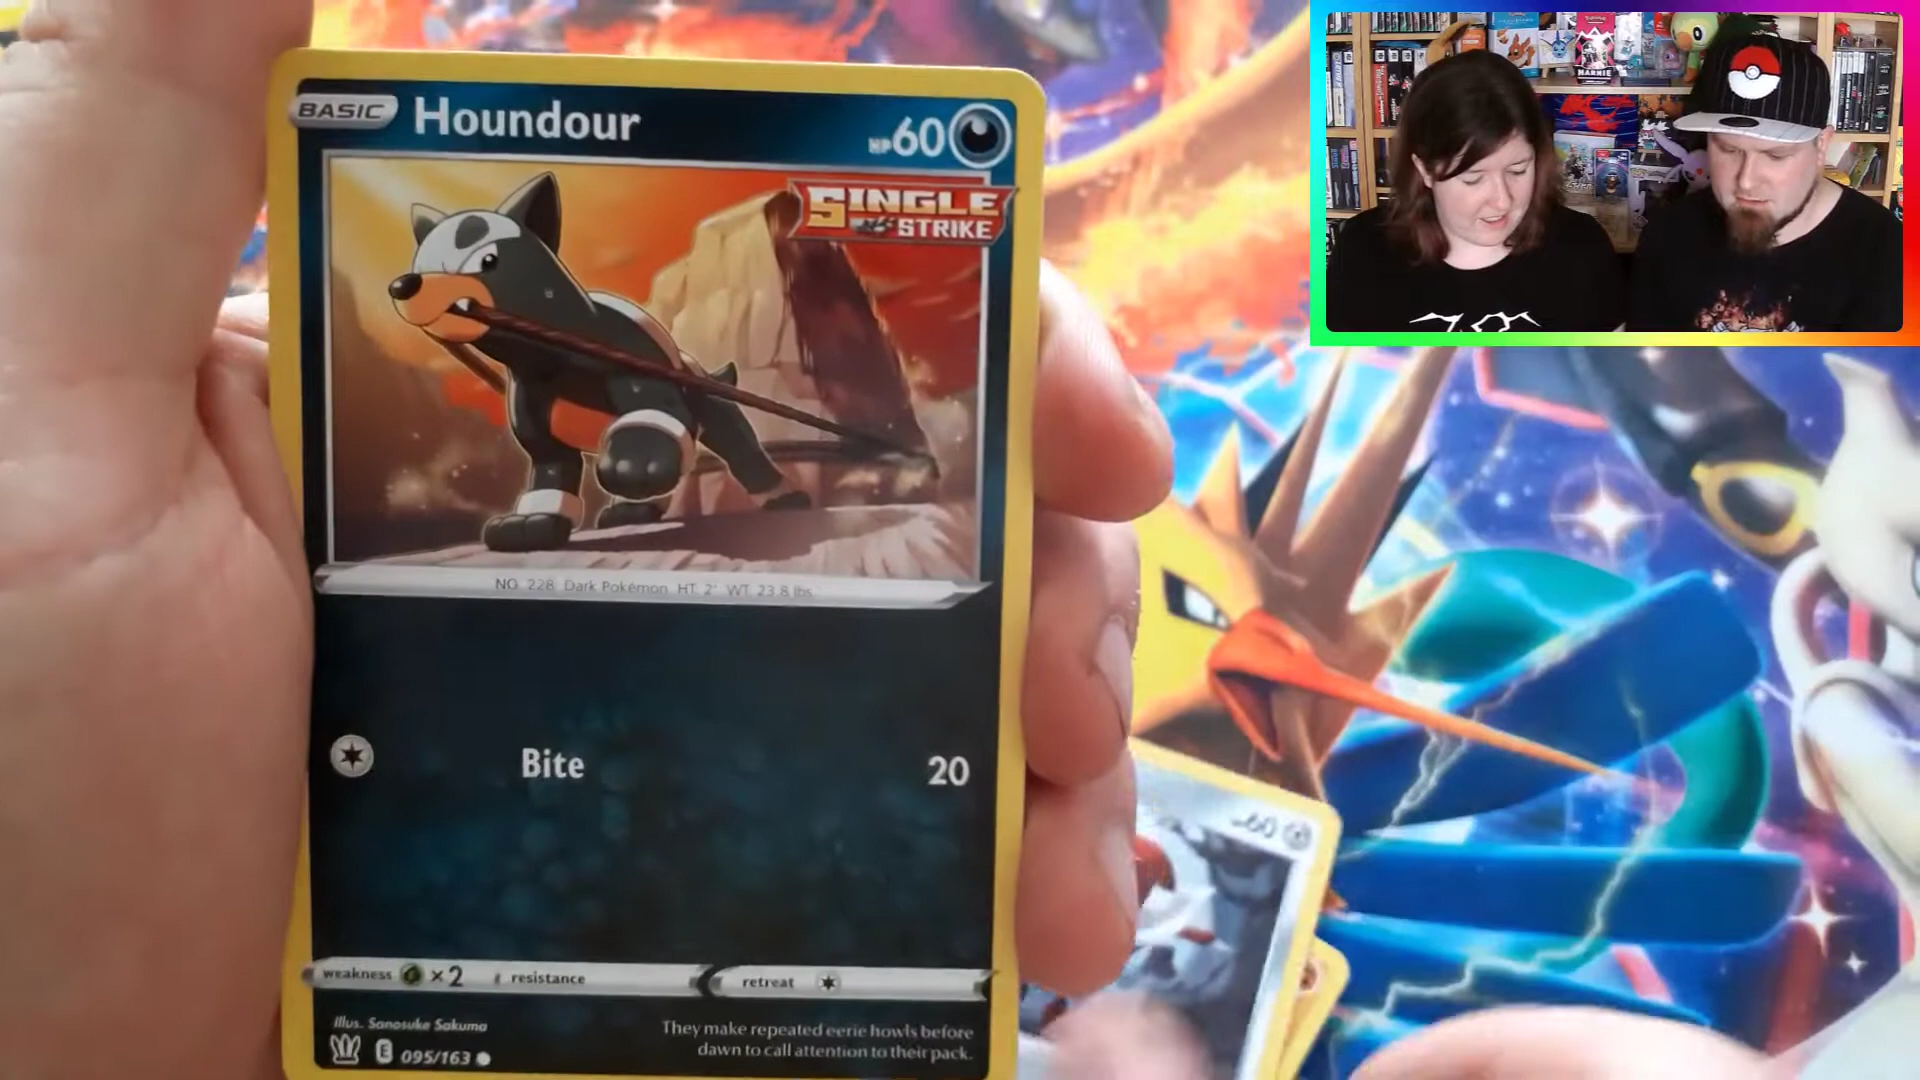 BASIC Houndour HP60
SINGLE
STRIKE
NO. 228 Dark Pokémon HT 2' WT 23.8 lbs.
Bite 20
weakness ×2 resistance retreat
Illus. Sanosuke Sakuma
They make repeated eerie howls before
dawn to call attention to their pack.
E 095/163
60
MARNIE